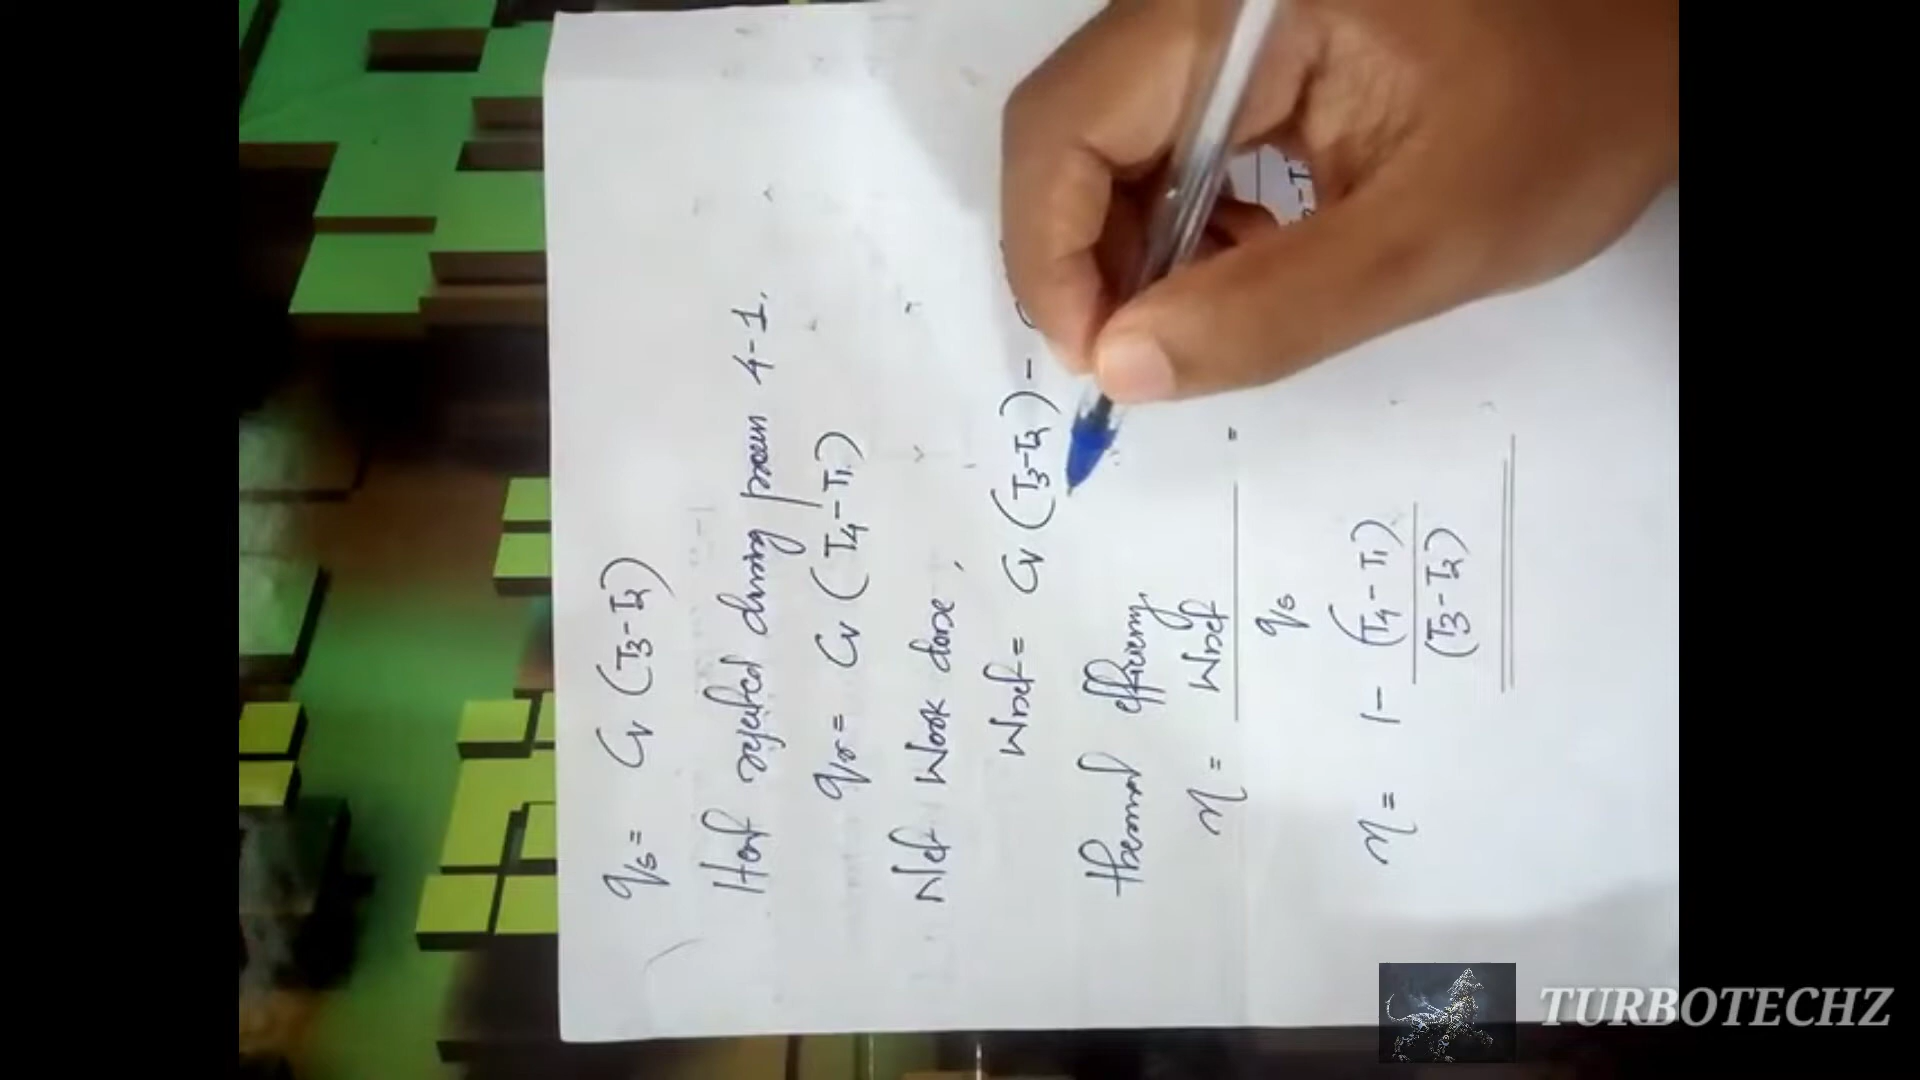 qs = Cv (T3-T2)
Heat rejected during process 4-1.
qr = Cv (T4-T1)
Net Work done,
Wnet = Cv (T3-T2) -
Thermal efficiency
η = Wnet / qs =
η = 1 - (T4-T1) / (T3-T2)
TURBOTECHZ